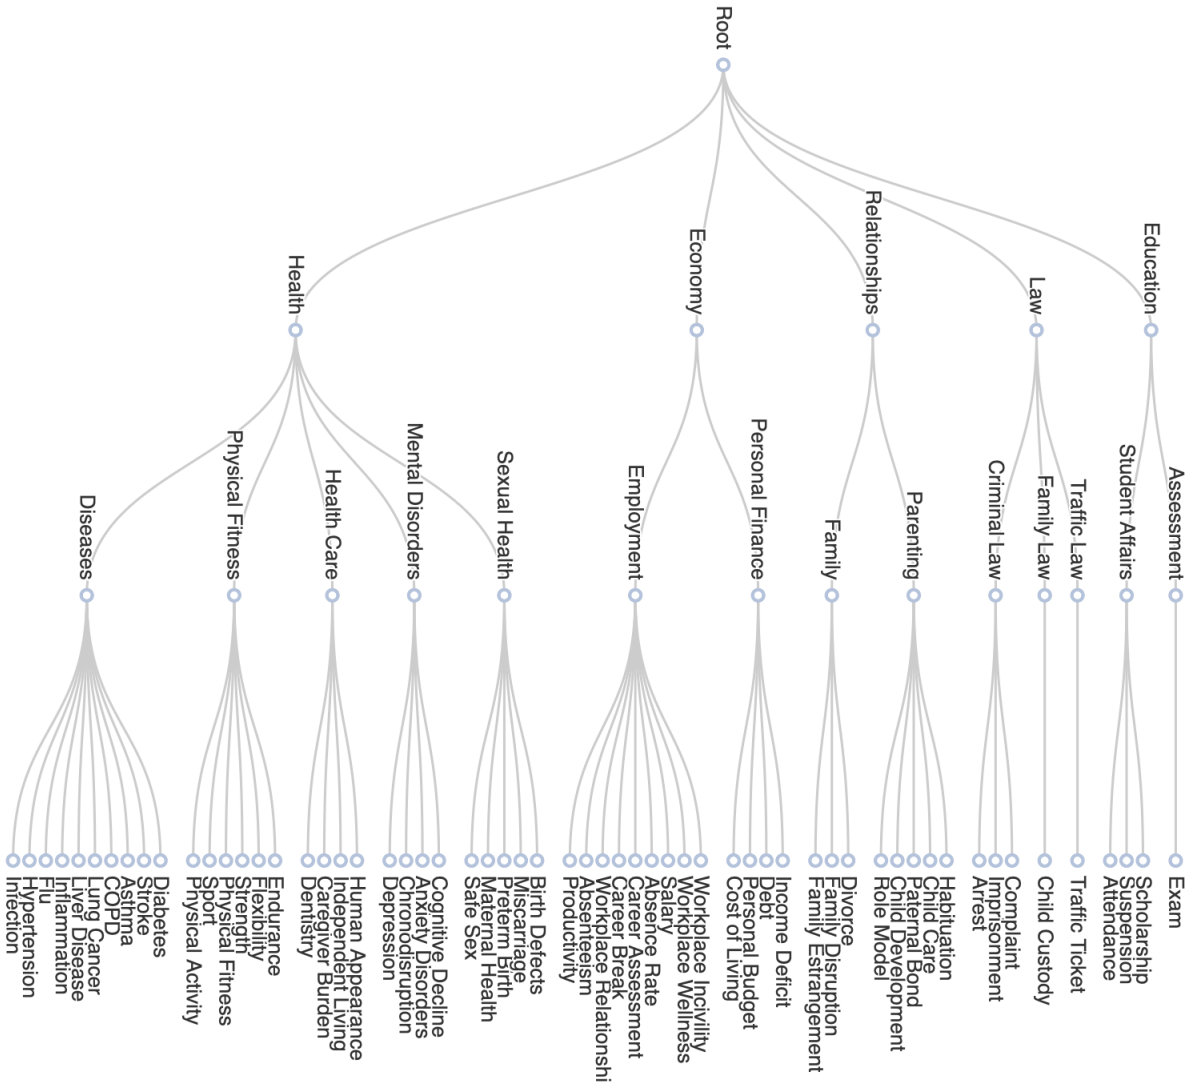 Root
Health
Economy
Relationships
Law
Education
Diseases
Physical Fitness
Health Care
Mental Disorders
Sexual Health
Employment
Personal Finance
Family
Parenting
Criminal Law
Family Law
Traffic Law
Student Affairs
Assessment
Infection
Hypertension
Flu
Inflammation
Liver Disease
Lung Cancer
COPD
Asthma
Stroke
Diabetes
Physical Activity
Sport
Physical Fitness
Strength
Flexibility
Endurance
Dentistry
Caregiver Burden
Independent Living
Human Appearance
Depression
Chronodisruption
Anxiety Disorders
Cognitive Decline
Safe Sex
Maternal Health
Preterm Birth
Miscarriage
Birth Defects
Productivity
Absenteeism
Workplace Relationshi
Career Break
Career Assessment
Absence Rate
Salary
Workplace Wellness
Workplace Incivility
Cost of Living
Personal Budget
Debt
Income Deficit
Family Estrangement
Family Disruption
Divorce
Role Model
Child Development
Paternal Bond
Child Care
Habituation
Arrest
Imprisonment
Complaint
Child Custody
Traffic Ticket
Attendance
Suspension
Scholarship
Exam